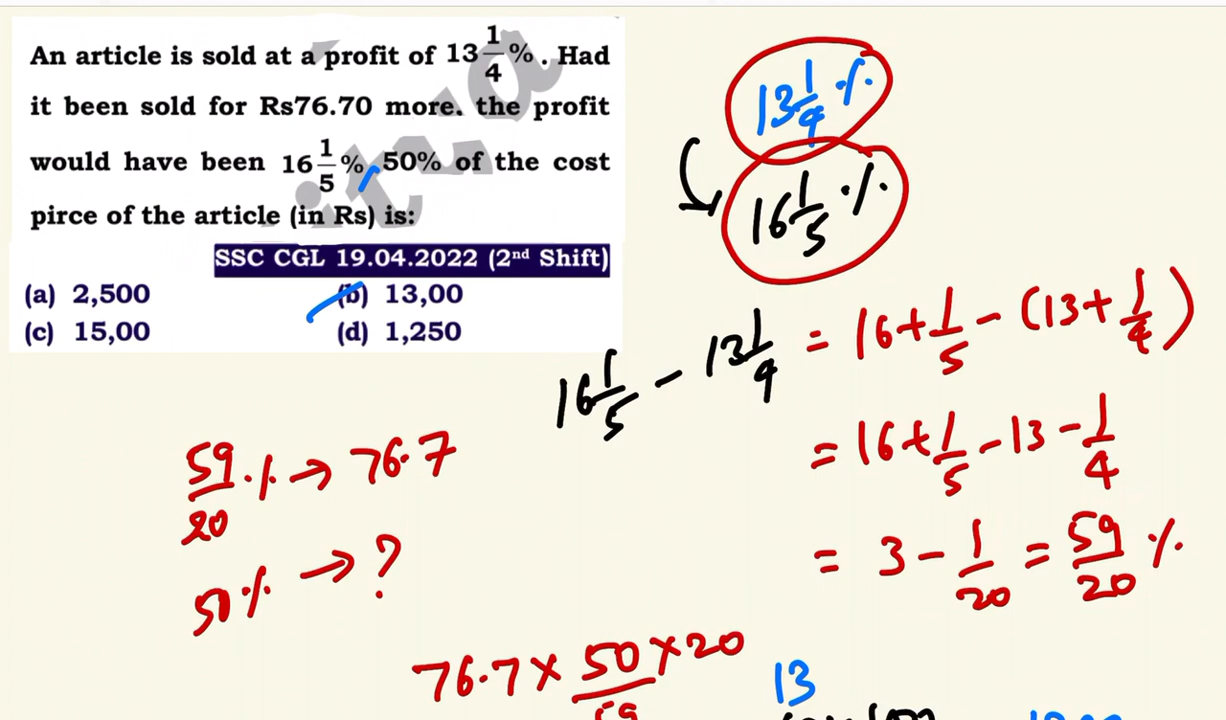 An article is sold at a profit of 13 1/4 %. Had
it been sold for Rs76.70 more. the profit
would have been 16 1/5 % 50% of the cost
pirce of the article (in Rs) is:
SSC CGL 19.04.2022 (2nd Shift)
(a) 2,500 (b) 13,00
(c) 15,00 (d) 1,250
13 1/4 %
16 1/5 %
16 1/5 - 13 1/4 = 16 + 1/5 - (13 + 1/4)
= 16 + 1/5 - 13 - 1/4
= 3 - 1/20 = 59/20 %
59/20 % → 76.7
50% → ?
76.7 × 50/59 × 20
13